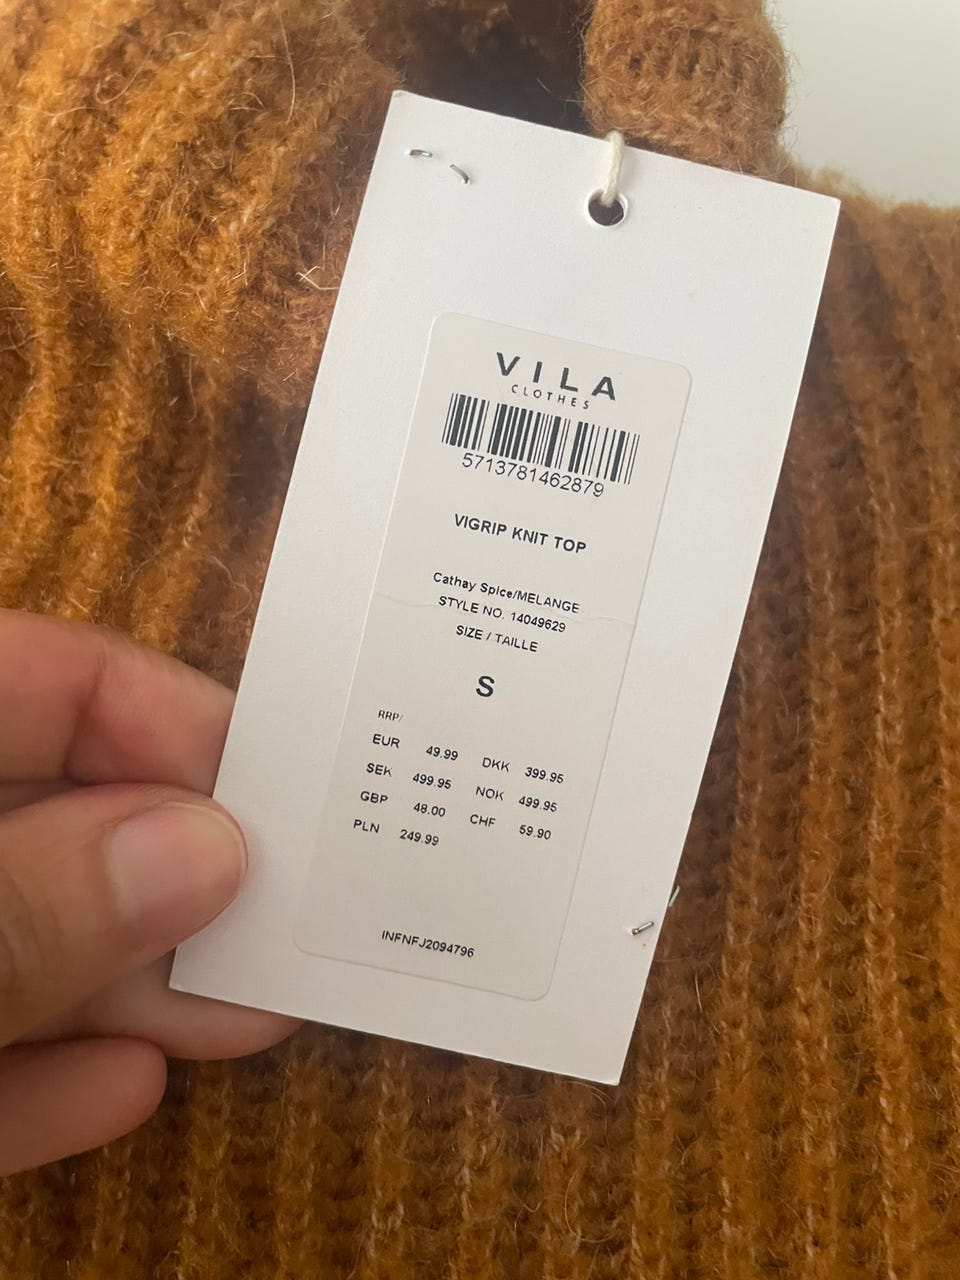 VILA
CLOTHES
5713781462879
VIGRIP KNIT TOP
Cathay Spice/MELANGE
STYLE NO. 14049629
SIZE / TAILLE
S
RRP/
EUR 49.99 DKK 399.95
SEK 499.95 NOK 499.95
GBP 48.00 CHF 59.90
PLN 249.99
INFNFJ2094796